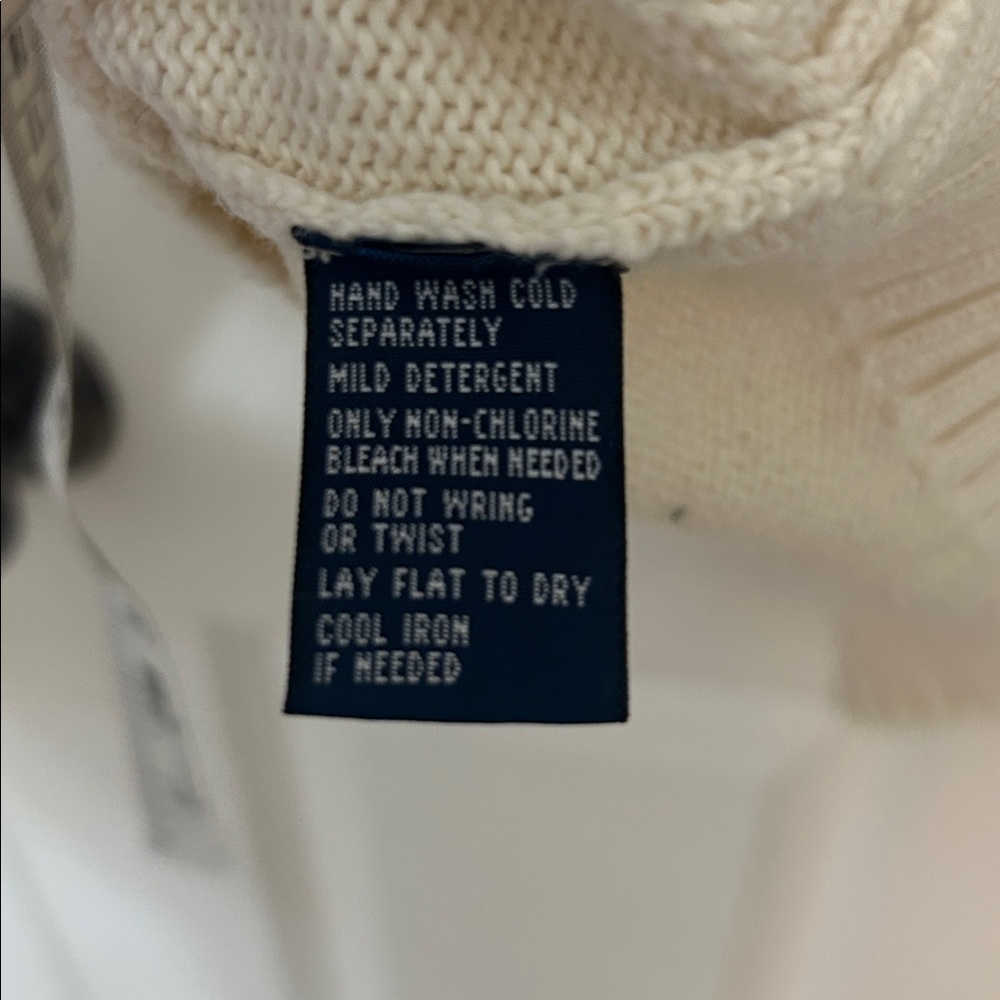 HAND WASH COLD
SEPARATELY
MILD DETERGENT
ONLY NON-CHLORINE
BLEACH WHEN NEEDED
DO NOT WRING
OR TWIST
LAY FLAT TO DRY
COOL IRON
IF NEEDED